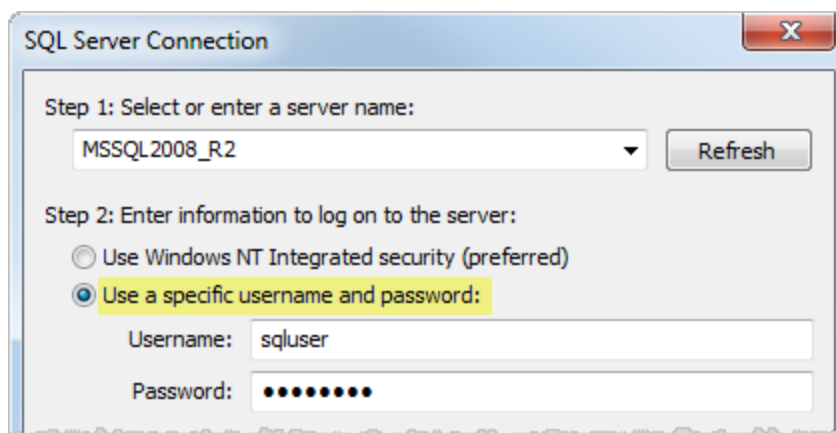 SQL Server Connection
Step 1: Select or enter a server name:
MSSQL2008_R2
Refresh
Step 2: Enter information to log on to the server:
Use Windows NT Integrated security (preferred)
Use a specific username and password:
Username: sqluser
Password: ●●●●●●●●